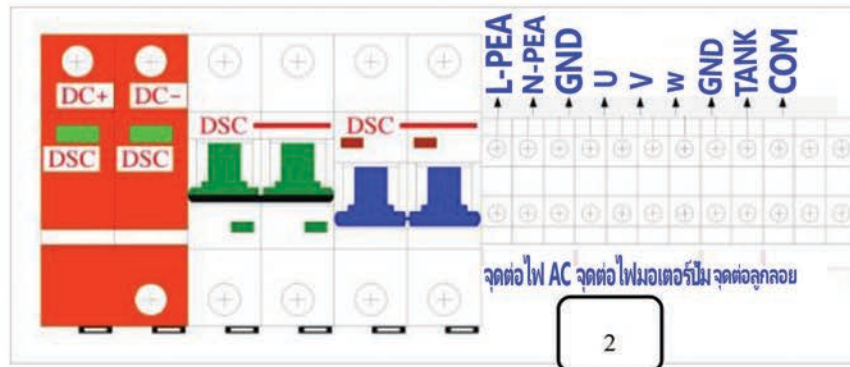 L-PEA N-PEA GND U V w GND TANK COM
DC+ DC-
DSC DSC
DSC DSC
จุดต่อไฟ AC จุดต่อไฟมอเตอร์ปั๊ม จุดต่อลูกลอย
2